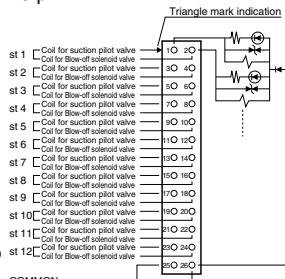 Triangle mark indication
st 1 Coil for suction pilot valve 1 2
Coil for Blow-off solenoid valve
st 2 Coil for suction pilot valve 3 4
Coil for Blow-off solenoid valve
st 3 Coil for suction pilot valve 5 6
Coil for Blow-off solenoid valve
st 4 Coil for suction pilot valve 7 8
Coil for Blow-off solenoid valve
st 5 Coil for suction pilot valve 9 10
Coil for Blow-off solenoid valve
st 6 Coil for suction pilot valve 11 12
Coil for Blow-off solenoid valve
st 7 Coil for suction pilot valve 13 14
Coil for Blow-off solenoid valve
st 8 Coil for suction pilot valve 15 16
Coil for Blow-off solenoid valve
st 9 Coil for suction pilot valve 17 18
Coil for Blow-off solenoid valve
st 10 Coil for suction pilot valve 19 20
Coil for Blow-off solenoid valve
st 11 Coil for suction pilot valve 21 22
Coil for Blow-off solenoid valve
st 12 Coil for suction pilot valve 23 24
Coil for Blow-off solenoid valve
25 26
COMMON